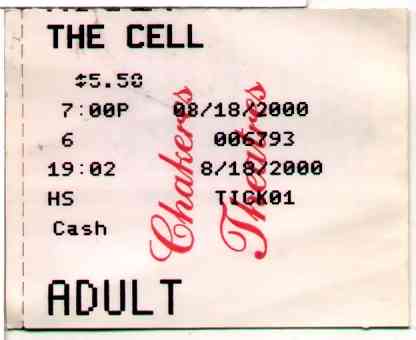 THE CELL
$5.50
7:00P 08/18/2000
6 006793
19:02 8/18/2000
HS TICK01
Cash
ADULT
Chakeres
Theatres